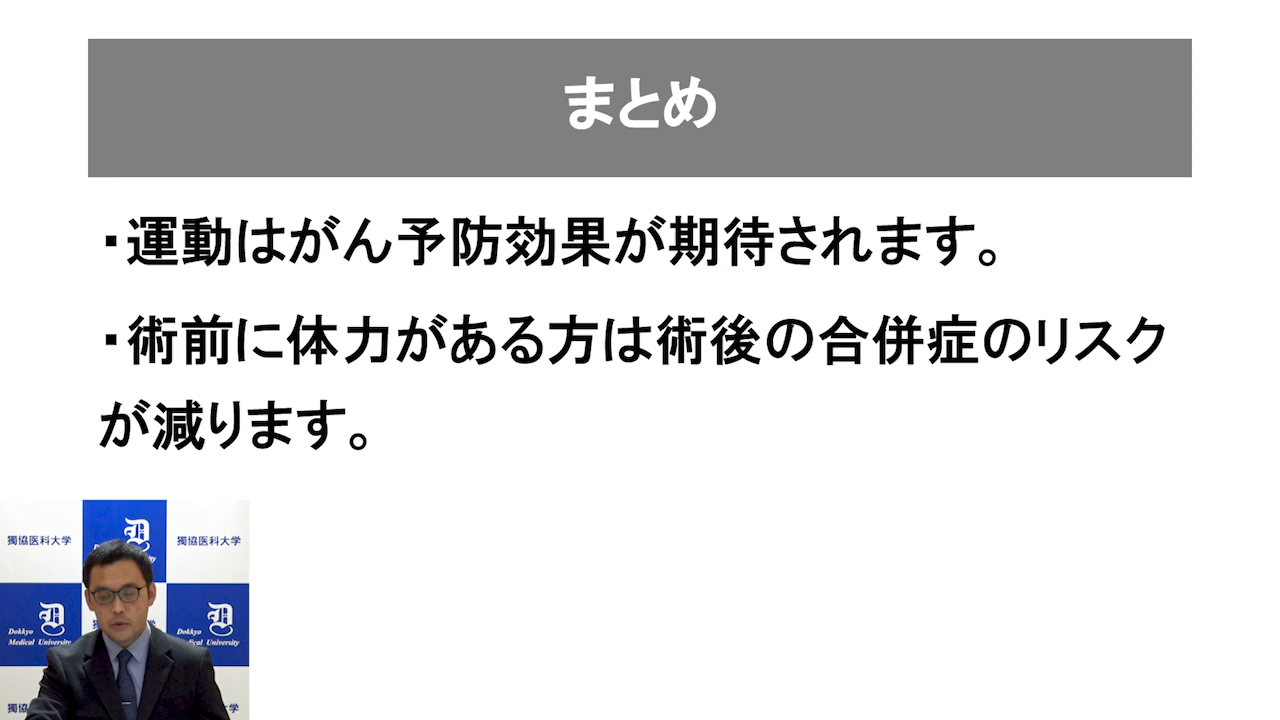 まとめ
・運動はがん予防効果が期待されます。
・術前に体力がある方は術後の合併症のリスク
が減ります。
獨協医科大学
獨協医科大学
Dokkyo
Medical University
Dokkyo
Medical University